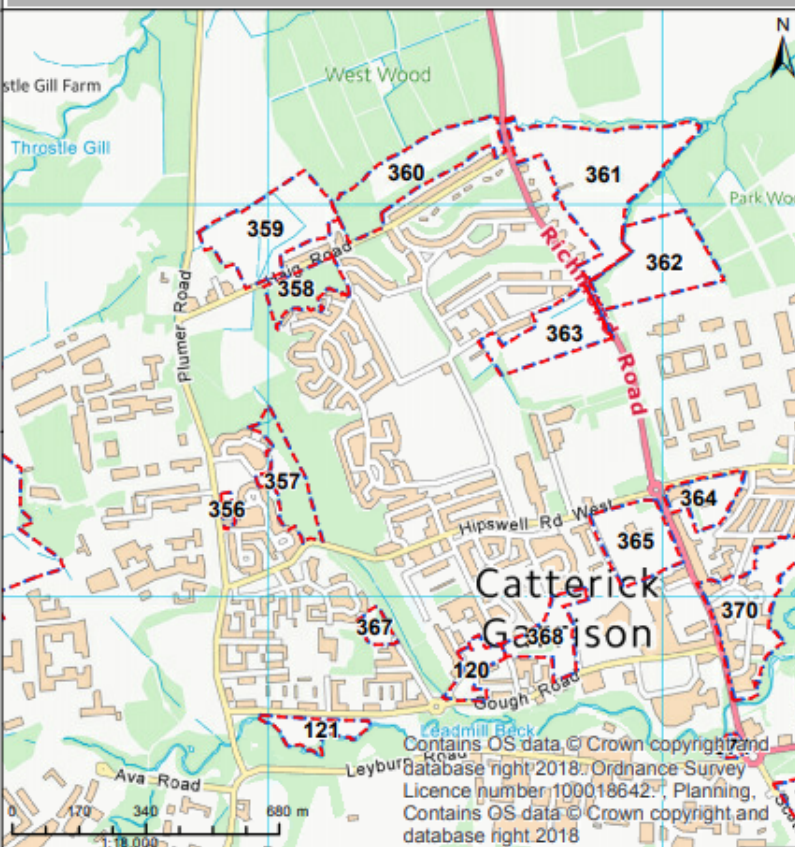 N
West Wood
stle Gill Farm
Throstle Gill
360
361
Park Woo
359
Richmond Road
Haig Road
362
358
Plumer Road
363
357
356
364
Hipswell Rd West
365
Catterick
Garrison
370
367
368
120
Gough Road
121
Leadmill Beck
Leyburn Road
Ava Road
Contains OS data © Crown copyright and
database right 2018. Ordnance Survey
Licence number 100018642. , Planning,
Contains OS data © Crown copyright and
database right 2018
0 170 340 680 m
1:18,000